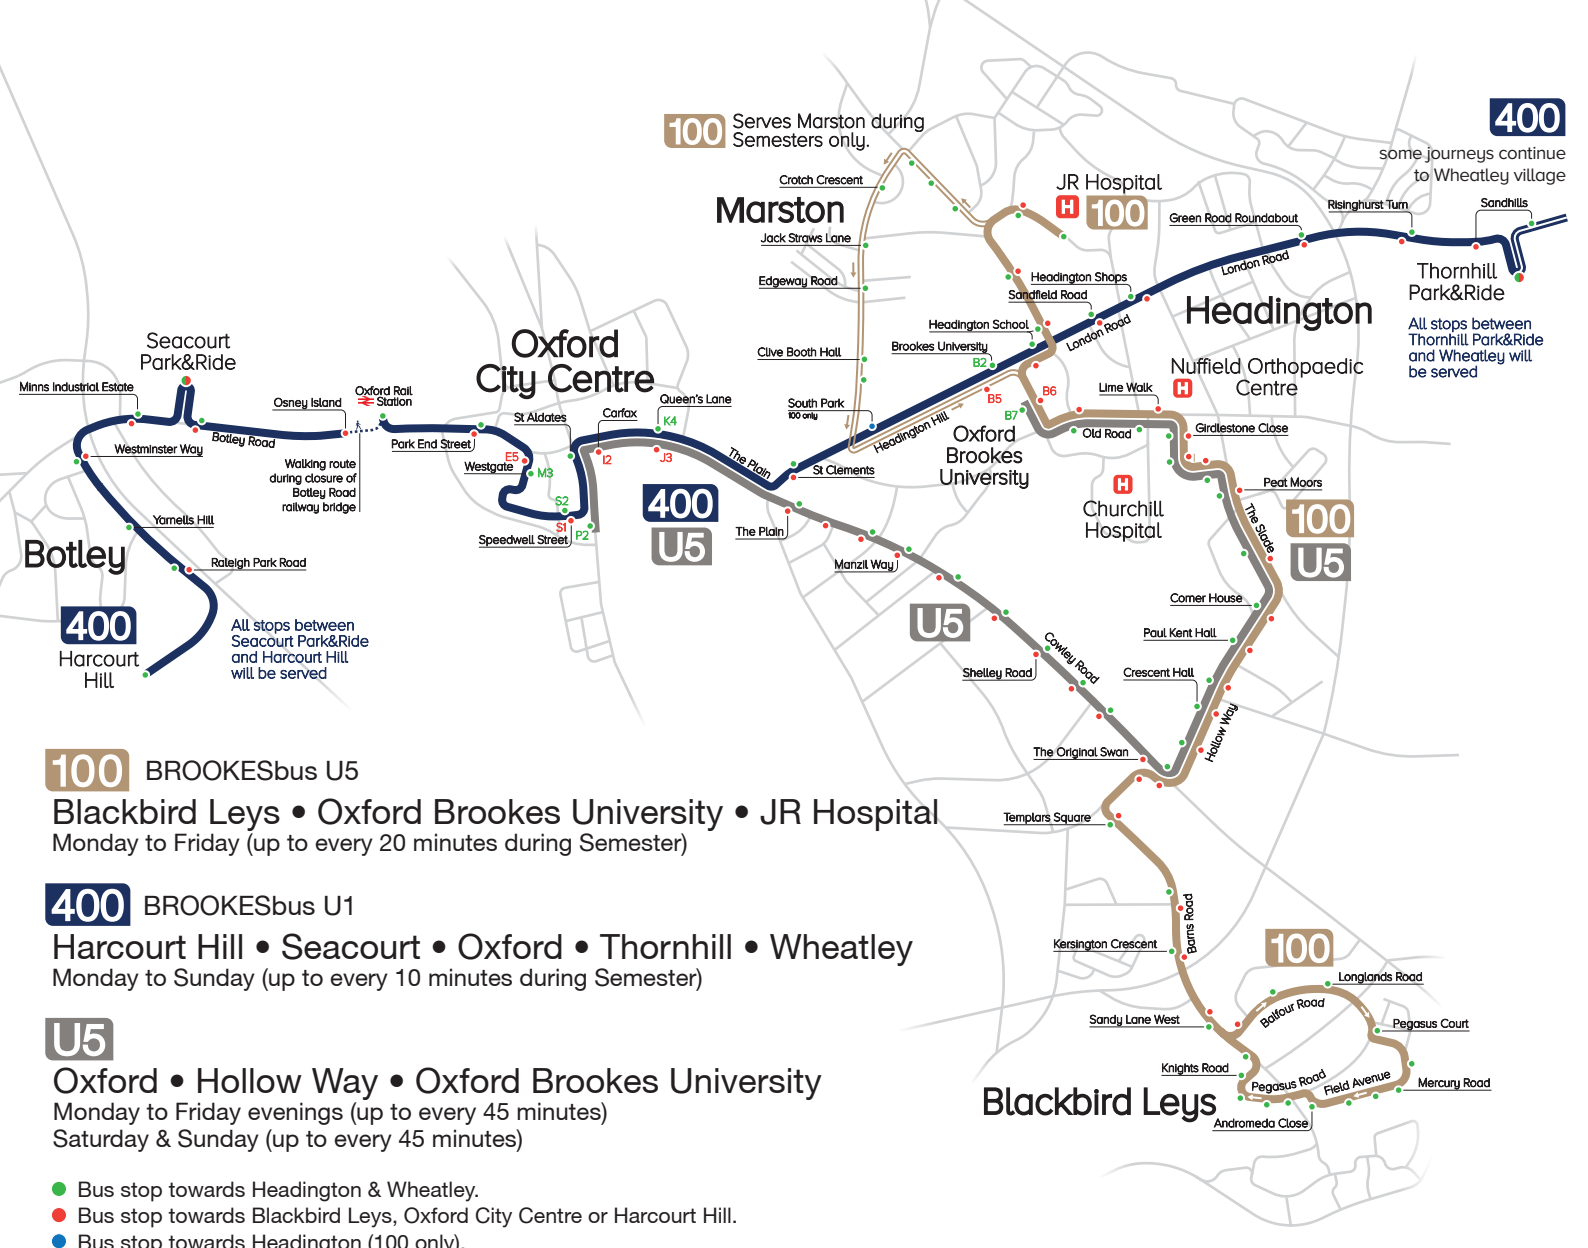 100
Serves Marston during
Semesters only.
400
some journeys continue
to Wheatley village
Crotch Crescent
JR Hospital
H
100
Marston
Risinghurst Turn
Sandhills
Green Road Roundabout
Jack Straws Lane
London Road
Edgeway Road
Headington Shops
Sandfield Road
Thornhill
Park&Ride
Headington
Headington School
London Road
All stops between
Thornhill Park&Ride
and Wheatley will
be served
Seacourt
Park&Ride
Oxford
City Centre
Clive Booth Hall
Brookes University
B2
Nuffield Orthopaedic
Centre
H
Minns Industrial Estate
Oxford Rail
Station
Osney Island
Queen's Lane
South Park
100 only
B5
B6
B7
Lime Walk
St Aldates
Carfax
K4
Botley Road
Park End Street
Headington Hill
Old Road
Girdlestone Close
Westminster Way
Walking route
during closure of
Botley Road
railway bridge
E5
Westgate
M3
I2
J3
The Plain
St Clements
Oxford
Brookes
University
H
Churchill
Hospital
Peat Moors
400
U5
S2
S1
P2
Speedwell Street
The Plain
The Slade
100
U5
Yarnells Hill
Botley
Raleigh Park Road
Manzil Way
400
Harcourt
Hill
All stops between
Seacourt Park&Ride
and Harcourt Hill
will be served
U5
Corner House
Paul Kent Hall
Cowley Road
Shelley Road
Crescent Hall
Hollow Way
The Original Swan
Templars Square
100
BROOKESbus U5
Blackbird Leys • Oxford Brookes University • JR Hospital
Monday to Friday (up to every 20 minutes during Semester)
400
BROOKESbus U1
Harcourt Hill • Seacourt • Oxford • Thornhill • Wheatley
Monday to Sunday (up to every 10 minutes during Semester)
Barns Road
Kersington Crescent
100
Longlands Road
Balfour Road
Sandy Lane West
Pegasus Court
Knights Road
Pegasus Road
Field Avenue
Mercury Road
Blackbird Leys
Andromeda Close
U5
Oxford • Hollow Way • Oxford Brookes University
Monday to Friday evenings (up to every 45 minutes)
Saturday & Sunday (up to every 45 minutes)
Bus stop towards Headington & Wheatley.
Bus stop towards Blackbird Leys, Oxford City Centre or Harcourt Hill.
Bus stop towards Headington (100 only).